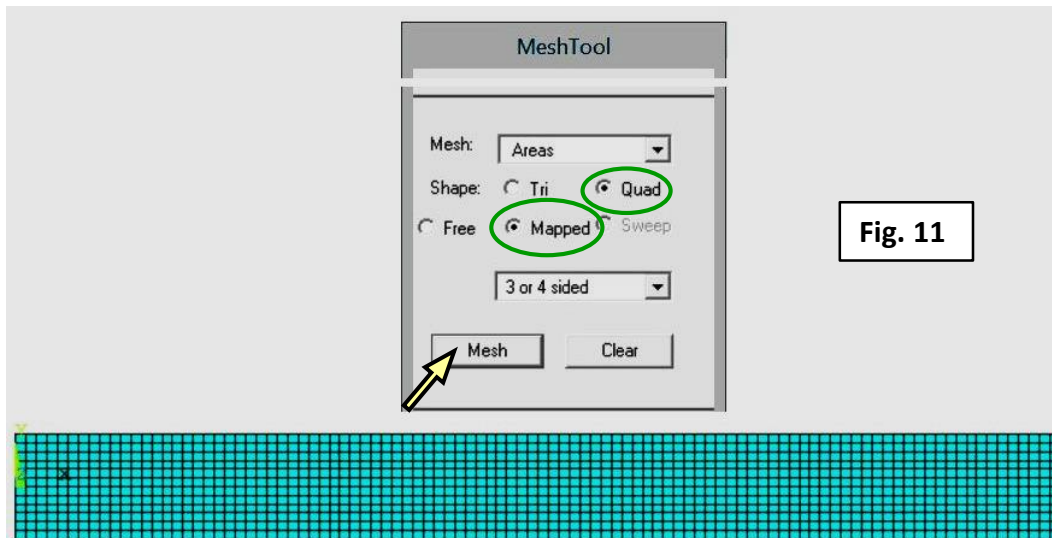 MeshTool
Mesh: Areas
Shape: Tri Quad
Free Mapped Sweep
3 or 4 sided
Mesh Clear
Fig. 11
Y
X